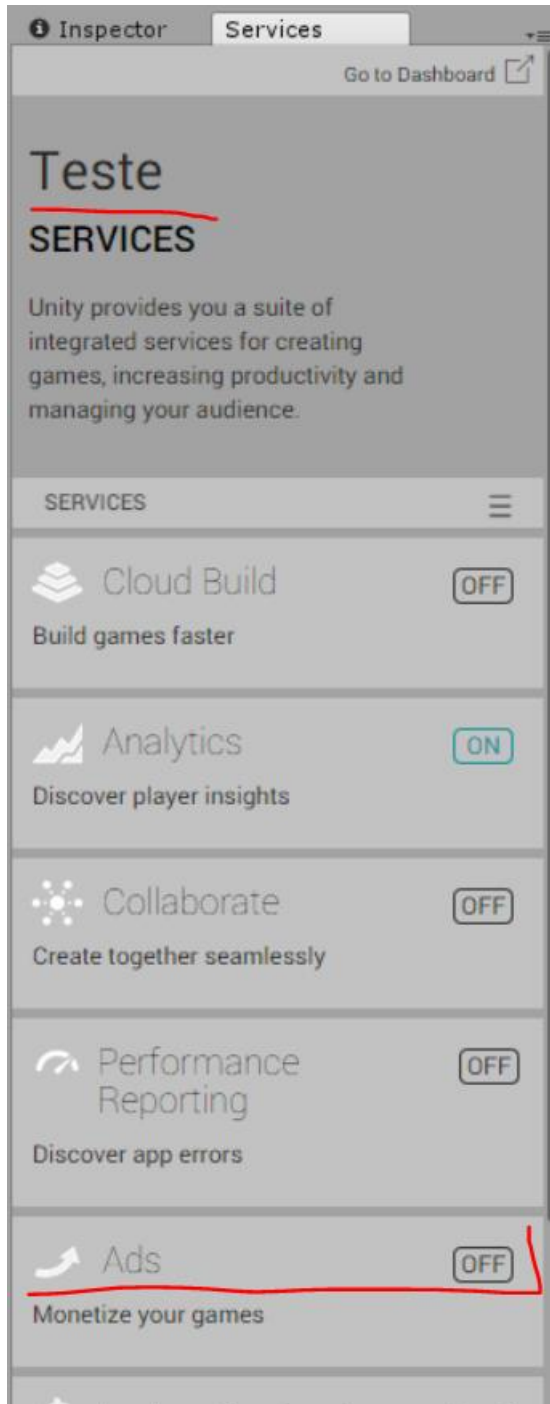 Inspector Services
Go to Dashboard
Teste
SERVICES
Unity provides you a suite of
integrated services for creating
games, increasing productivity and
managing your audience.
SERVICES
Cloud Build OFF
Build games faster
Analytics ON
Discover player insights
Collaborate OFF
Create together seamlessly
Performance OFF
Reporting
Discover app errors
Ads OFF
Monetize your games